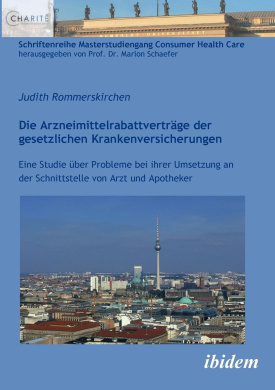 CHARITÉ
Schriftenreihe Masterstudiengang Consumer Health Care
herausgegeben von Prof. Dr. Marion Schaefer
Judith Rommerskirchen
Die Arzneimittelrabattverträge der
gesetzlichen Krankenversicherungen
Eine Studie über Probleme bei ihrer Umsetzung an
der Schnittstelle von Arzt und Apotheker
ibidem